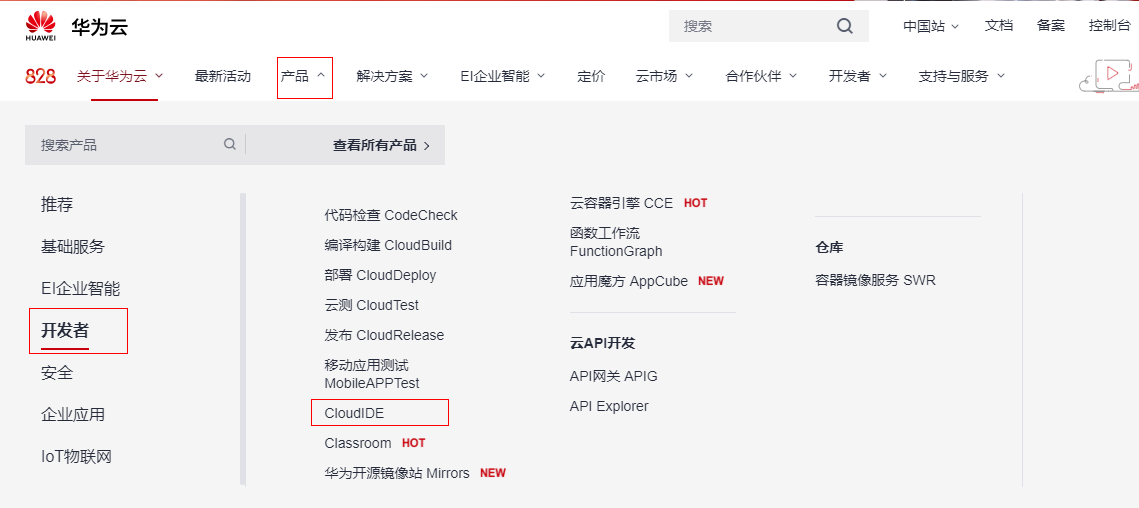 HUAWEI
华为云
搜索
中国站
文档
备案
控制台
828
关于华为云
最新活动
产品
解决方案
EI企业智能
定价
云市场
合作伙伴
开发者
支持与服务
搜索产品
查看所有产品
推荐
基础服务
EI企业智能
开发者
安全
企业应用
IoT物联网
代码检查 CodeCheck
编译构建 CloudBuild
部署 CloudDeploy
云测 CloudTest
发布 CloudRelease
移动应用测试
MobileAPPTest
CloudIDE
Classroom HOT
华为开源镜像站 Mirrors NEW
云容器引擎 CCE HOT
函数工作流
FunctionGraph
应用魔方 AppCube NEW
云API开发
API网关 APIG
API Explorer
仓库
容器镜像服务 SWR